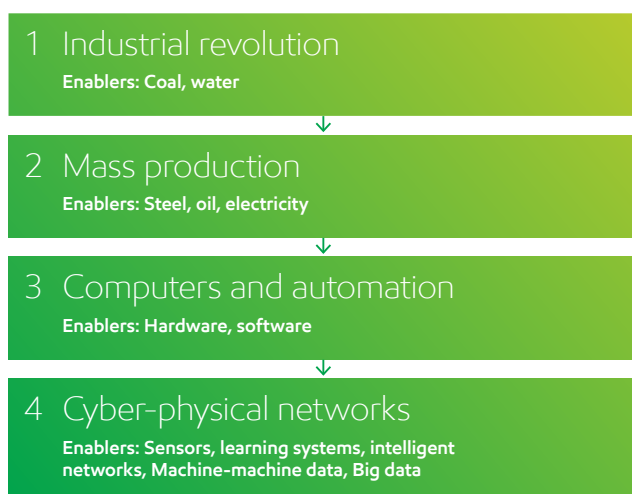 1 Industrial revolution
Enablers: Coal, water
2 Mass production
Enablers: Steel, oil, electricity
3 Computers and automation
Enablers: Hardware, software
4 Cyber-physical networks
Enablers: Sensors, learning systems, intelligent
networks, Machine-machine data, Big data